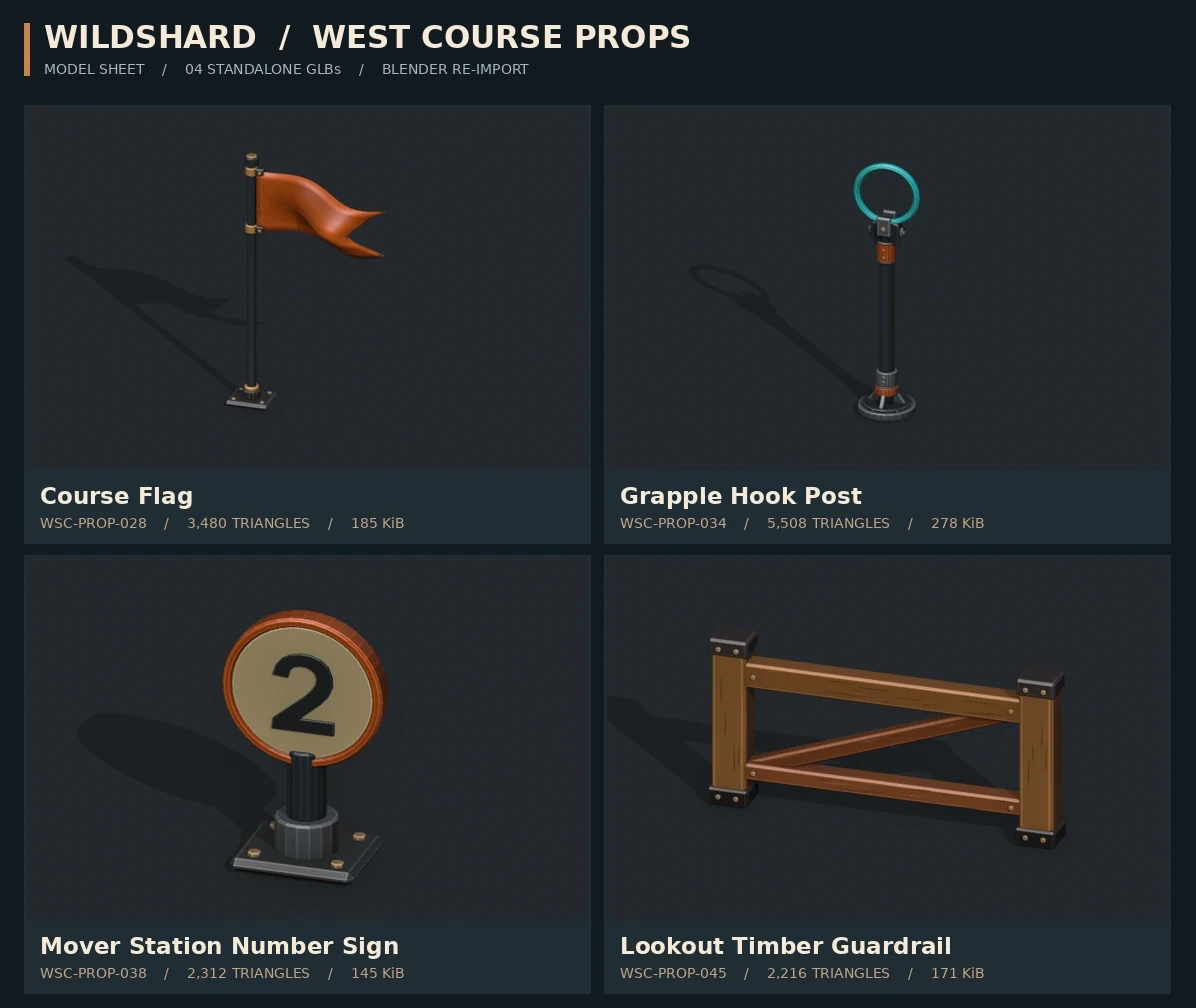 WILDSHARD / WEST COURSE PROPS
MODEL SHEET / 04 STANDALONE GLBs / BLENDER RE-IMPORT
Course Flag
WSC-PROP-028 / 3,480 TRIANGLES / 185 KiB
Grapple Hook Post
WSC-PROP-034 / 5,508 TRIANGLES / 278 KiB
2
Mover Station Number Sign
WSC-PROP-038 / 2,312 TRIANGLES / 145 KiB
Lookout Timber Guardrail
WSC-PROP-045 / 2,216 TRIANGLES / 171 KiB